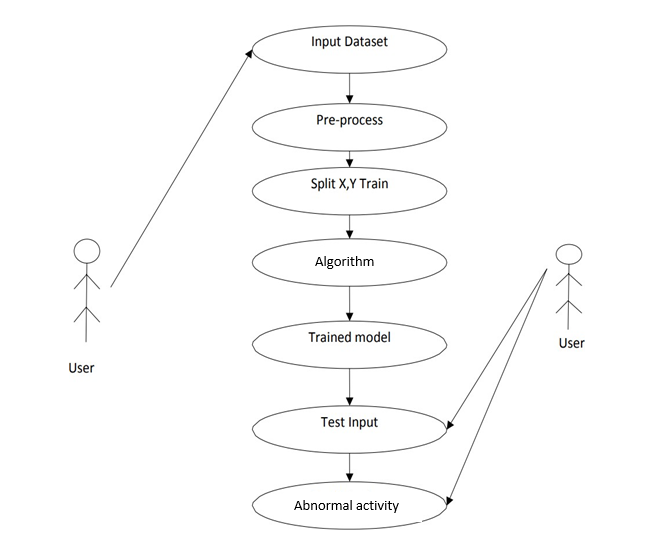 Input Dataset
Pre-process
Split X,Y Train
Algorithm
Trained model
Test Input
Abnormal activity
User
User